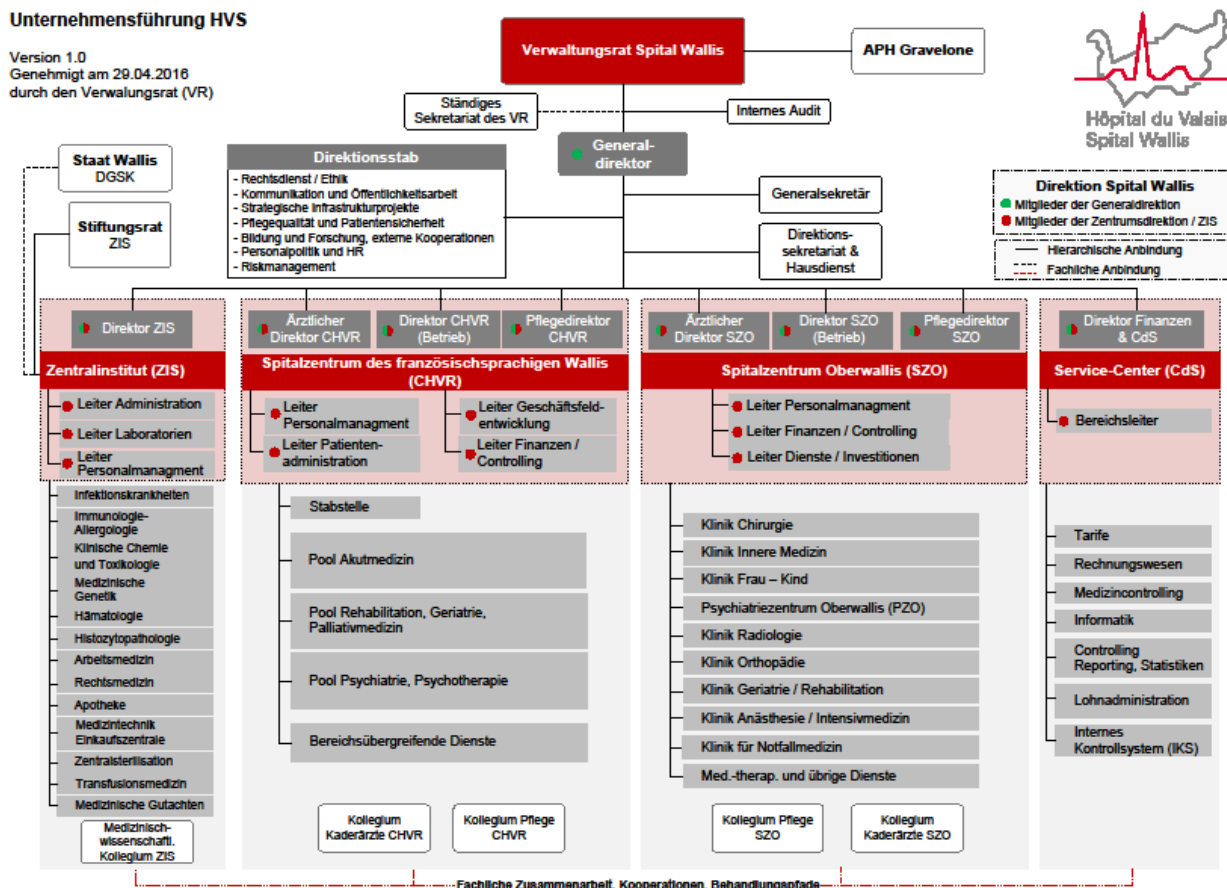 Unternehmensführung HVS
Version 1.0
Genehmigt am 29.04.2016
durch den Verwalungsrat (VR)
Verwaltungsrat Spital Wallis
APH Gravelone
Hôpital du Valais
Spital Wallis
Ständiges
Sekretariat des VR
Internes Audit
General-
direktor
Staat Wallis
DGSK
Stiftungsrat
ZIS
Direktionsstab
- Rechtsdienst / Ethik
- Kommunikation und Öffentlichkeitsarbeit
- Strategische Infrastrukturprojekte
- Pflegequalität und Patientensicherheit
- Bildung und Forschung, externe Kooperationen
- Personalpolitik und HR
- Riskmanagement
Generalsekretär
Direktions-
sekretariat &
Hausdienst
Direktion Spital Wallis
Mitglieder der Generaldirektion
Mitglieder der Zentrumsdirektion / ZIS
Hierarchische Anbindung
Fachliche Anbindung
Direktor ZIS
Zentralinstitut (ZIS)
Leiter Administration
Leiter Laboratorien
Leiter
Personalmanagment
Infektionskrankheiten
Immunologie-
Allergologie
Klinische Chemie
und Toxikologie
Medizinische
Genetik
Hämatologie
Histozytopathologie
Arbeitsmedizin
Rechtsmedizin
Apotheke
Medizintechnik
Einkaufszentrale
Zentralsterilisation
Transfusionsmedizin
Medizinische Gutachten
Medizinisch-
wissenschaftl.
Kollegium ZIS
Ärztlicher
Direktor CHVR
Direktor CHVR
(Betrieb)
Pflegedirektor
CHVR
Spitalzentrum des französischsprachigen Wallis
(CHVR)
Leiter
Personalmanagment
Leiter Geschäftsfeld-
entwicklung
Leiter Patienten-
administration
Leiter Finanzen /
Controlling
Stabstelle
Pool Akutmedizin
Pool Rehabilitation, Geriatrie,
Palliativmedizin
Pool Psychiatrie, Psychotherapie
Bereichsübergreifende Dienste
Kollegium
Kaderärzte CHVR
Kollegium Pflege
CHVR
Ärztlicher
Direktor SZO
Direktor SZO
(Betrieb)
Pflegedirektor
SZO
Spitalzentrum Oberwallis (SZO)
Leiter Personalmanagment
Leiter Finanzen / Controlling
Leiter Dienste / Investitionen
Klinik Chirurgie
Klinik Innere Medizin
Klinik Frau – Kind
Psychiatriezentrum Oberwallis (PZO)
Klinik Radiologie
Klinik Orthopädie
Klinik Geriatrie / Rehabilitation
Klinik Anästhesie / Intensivmedizin
Klinik für Notfallmedizin
Med.-therap. und übrige Dienste
Kollegium Pflege
SZO
Kollegium
Kaderärzte SZO
Direktor Finanzen
& CdS
Service-Center (CdS)
Bereichsleiter
Tarife
Rechnungswesen
Medizincontrolling
Informatik
Controlling
Reporting, Statistiken
Lohnadministration
Internes
Kontrollsystem (IKS)
Fachliche Zusammenarbeit, Kooperationen, Behandlungspfade